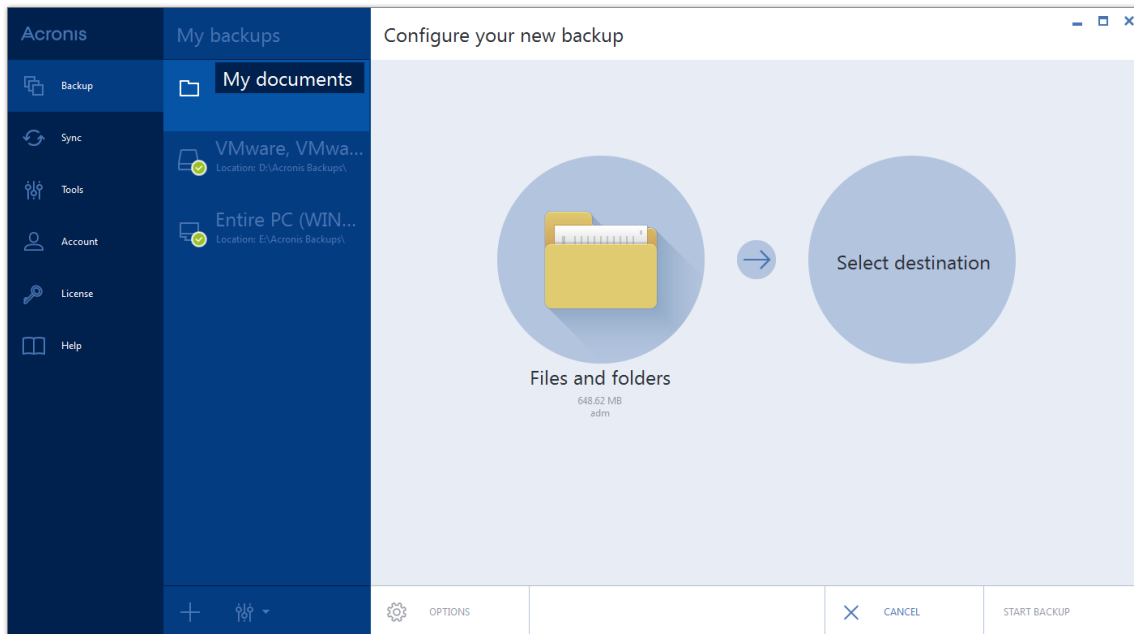 Acronis
My backups
Configure your new backup
Backup
My documents
Sync
VMware, VMwa...
Location: D:\Acronis Backups\
Tools
Entire PC (WIN...
Location: E:\Acronis Backups\
Account
License
Help
Select destination
Files and folders
648.62 MB
adm
OPTIONS
CANCEL
START BACKUP